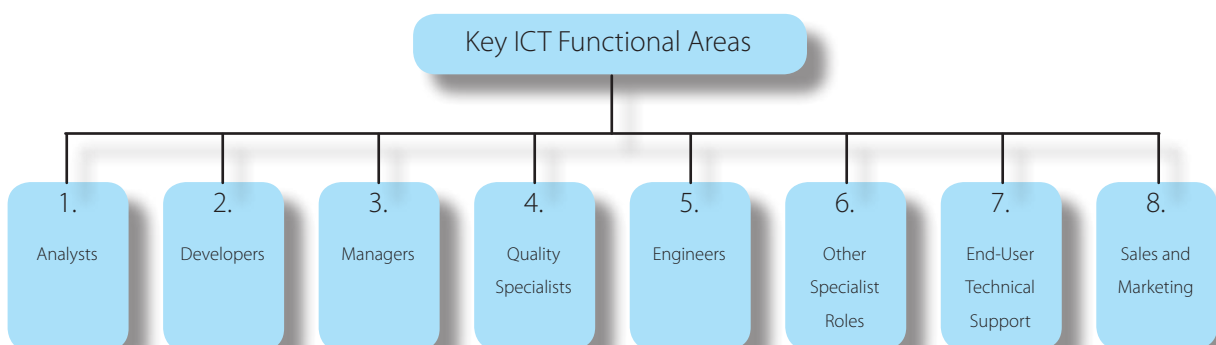 Key ICT Functional Areas
1.
Analysts
2.
Developers
3.
Managers
4.
Quality
Specialists
5.
Engineers
6.
Other
Specialist
Roles
7.
End-User
Technical
Support
8.
Sales and
Marketing